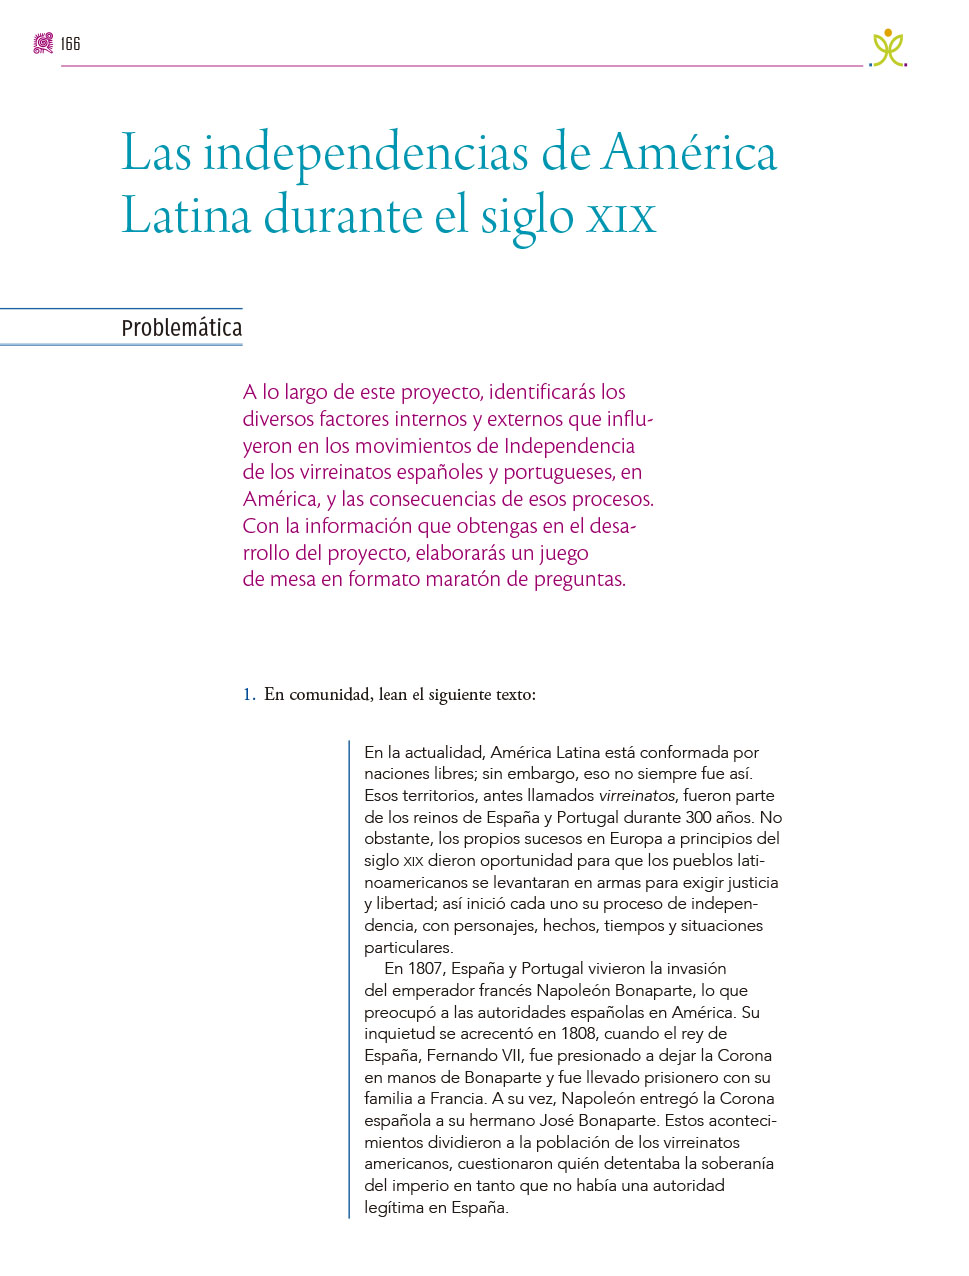 166
Las independencias de América
Latina durante el siglo XIX
Problemática
A lo largo de este proyecto, identificarás los
diversos factores internos y externos que influ-
yeron en los movimientos de Independencia
de los virreinatos españoles y portugueses, en
América, y las consecuencias de esos procesos.
Con la información que obtengas en el desa-
rrollo del proyecto, elaborarás un juego
de mesa en formato maratón de preguntas.
1. En comunidad, lean el siguiente texto:
En la actualidad, América Latina está conformada por
naciones libres; sin embargo, eso no siempre fue así.
Esos territorios, antes llamados virreinatos, fueron parte
de los reinos de España y Portugal durante 300 años. No
obstante, los propios sucesos en Europa a principios del
siglo XIX dieron oportunidad para que los pueblos lati-
noamericanos se levantaran en armas para exigir justicia
y libertad; así inició cada uno su proceso de indepen-
dencia, con personajes, hechos, tiempos y situaciones
particulares.
En 1807, España y Portugal vivieron la invasión
del emperador francés Napoleón Bonaparte, lo que
preocupó a las autoridades españolas en América. Su
inquietud se acrecentó en 1808, cuando el rey de
España, Fernando VII, fue presionado a dejar la Corona
en manos de Bonaparte y fue llevado prisionero con su
familia a Francia. A su vez, Napoleón entregó la Corona
española a su hermano José Bonaparte. Estos aconteci-
mientos dividieron a la población de los virreinatos
americanos, cuestionaron quién detentaba la soberanía
del imperio en tanto que no había una autoridad
legítima en España.